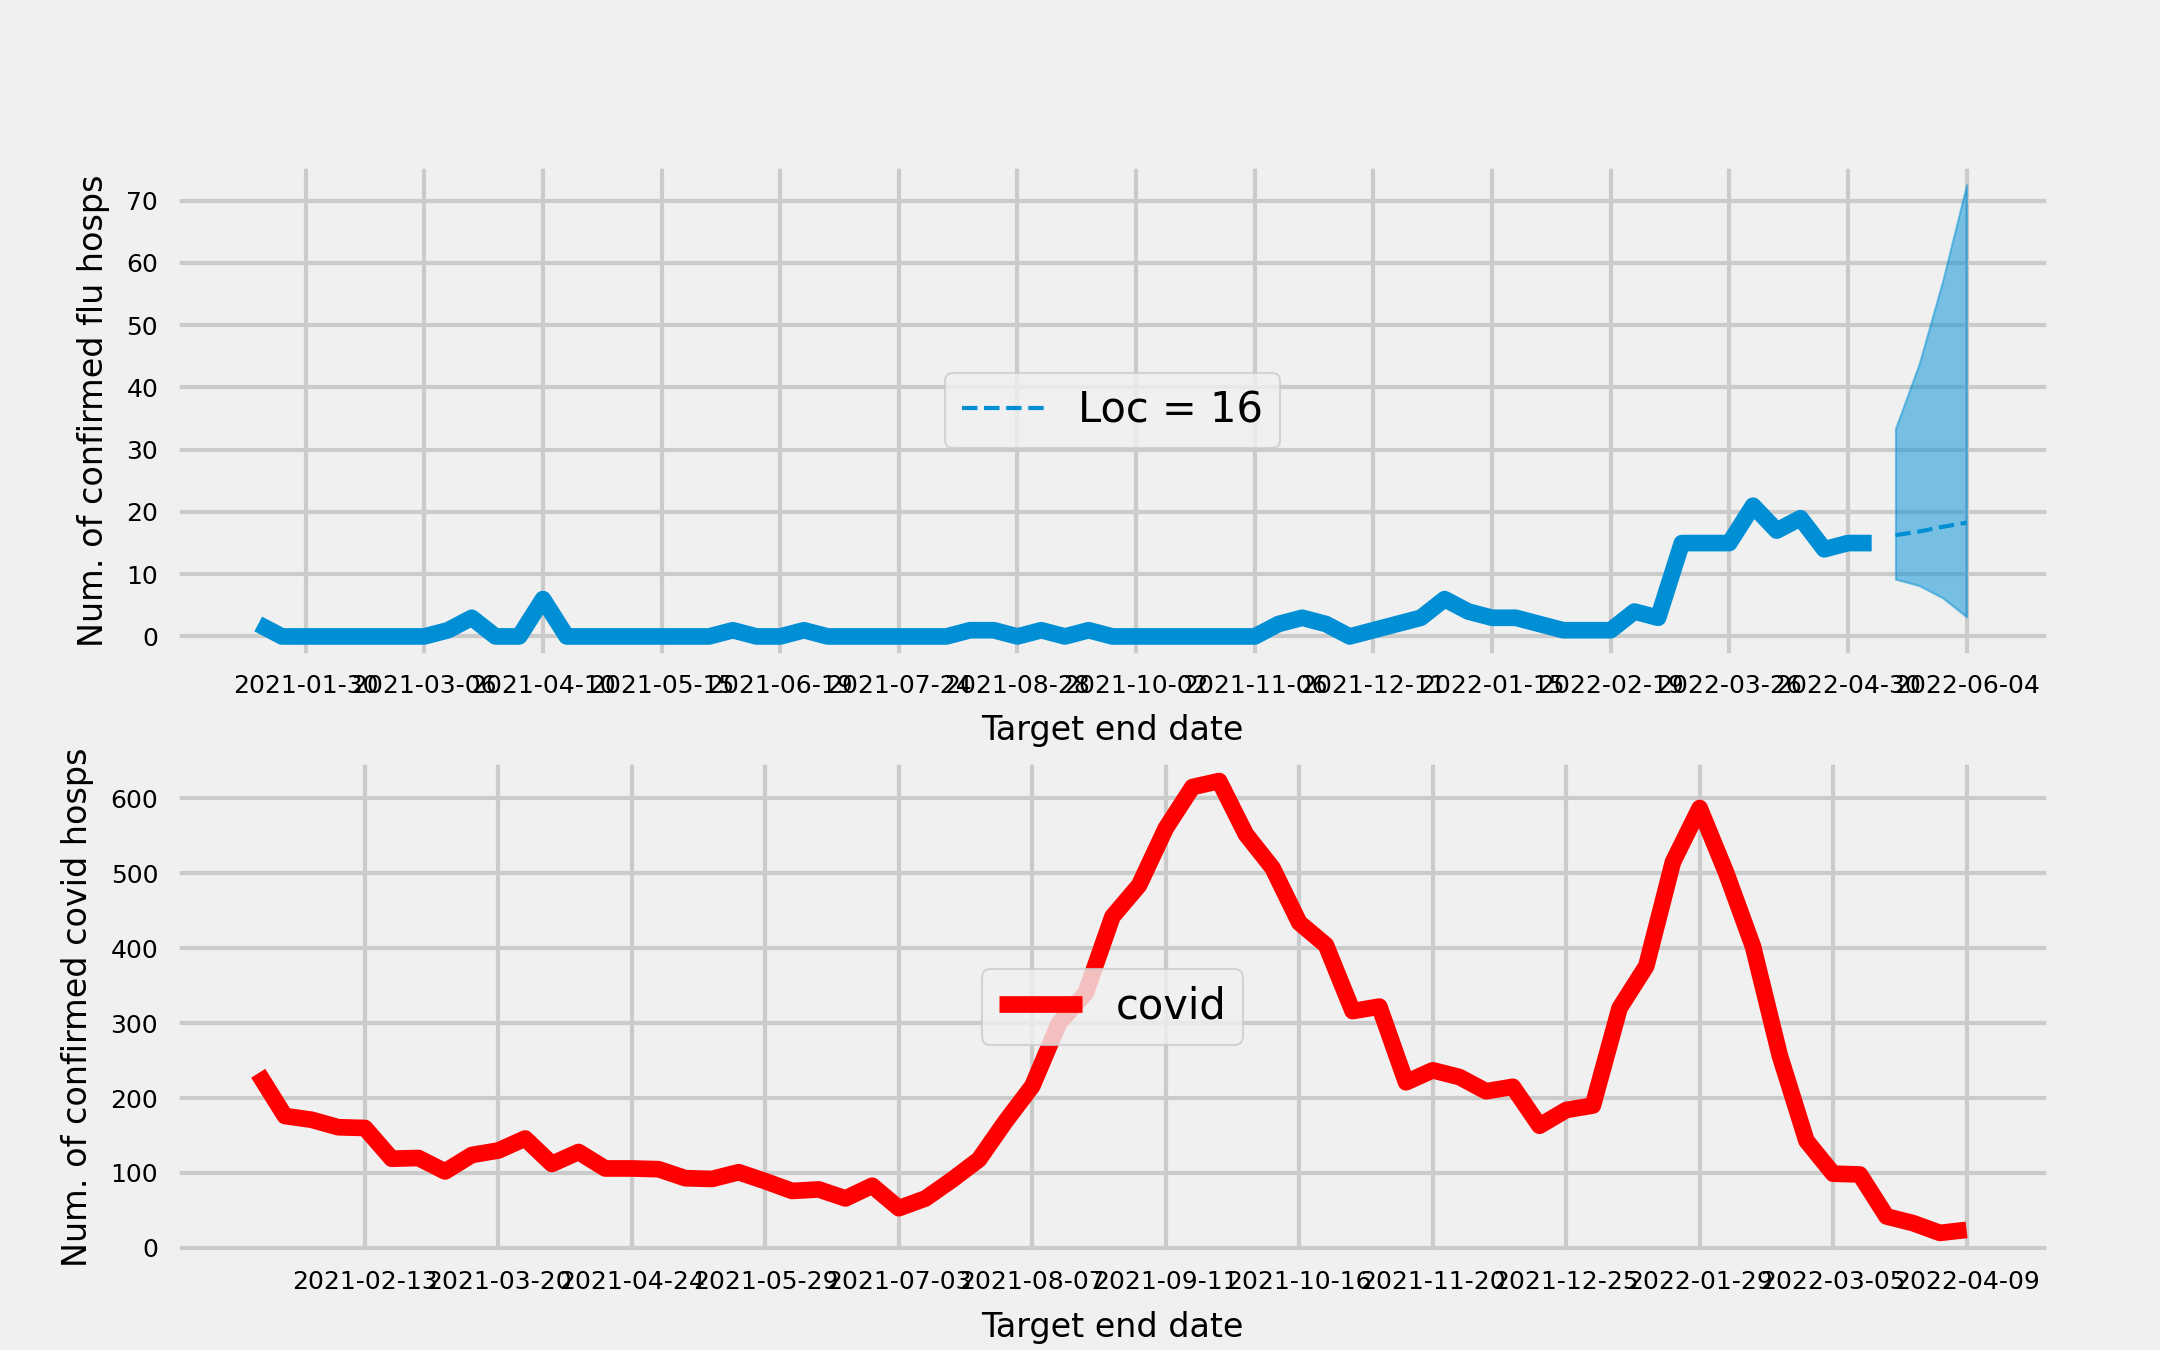 Num. of confirmed flu hosps
70
60
50
40
30
20
10
0
Loc = 16
2021-01-30 2021-03-06 2021-04-10 2021-05-15 2021-06-19 2021-07-24 2021-08-28 2021-10-02 2021-11-06 2021-12-11 2022-01-15 2022-02-19 2022-03-26 2022-04-30 2022-06-04
Target end date
Num. of confirmed covid hosps
600
500
400
300
200
100
0
covid
2021-02-13 2021-03-20 2021-04-24 2021-05-29 2021-07-03 2021-08-07 2021-09-11 2021-10-16 2021-11-20 2021-12-25 2022-01-29 2022-03-05 2022-04-09
Target end date